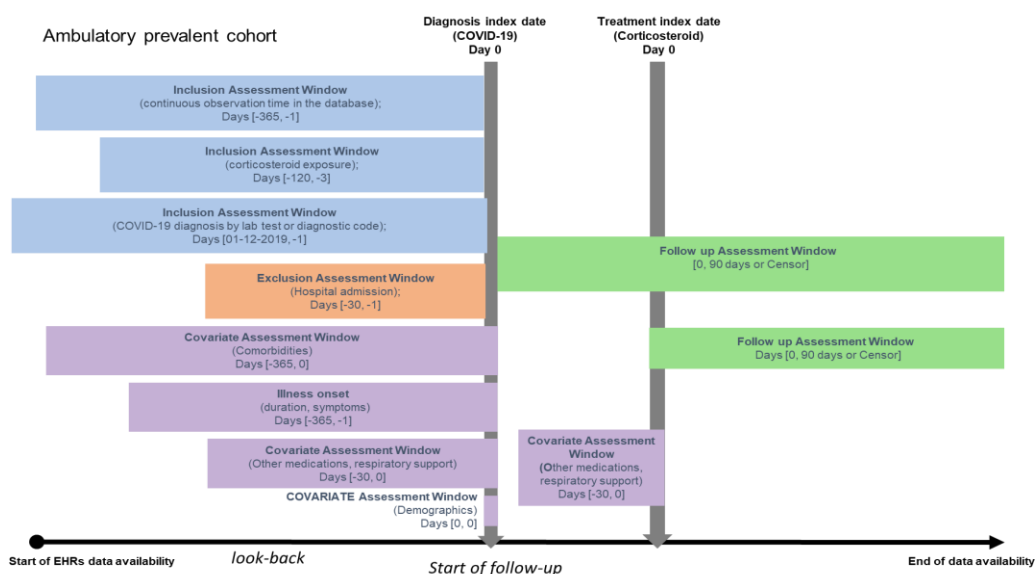 Ambulatory prevalent cohort
Diagnosis index date
(COVID-19)
Day 0
Treatment index date
(Corticosteroid)
Day 0
Inclusion Assessment Window
(continuous observation time in the database);
Days [-365, -1]
Inclusion Assessment Window
(corticosteroid exposure);
Days [-120, -3]
Inclusion Assessment Window
(COVID-19 diagnosis by lab test or diagnostic code);
Days [01-12-2019, -1]
Follow up Assessment Window
[0, 90 days or Censor]
Exclusion Assessment Window
(Hospital admission);
Days [-30, -1]
Covariate Assessment Window
(Comorbidities)
Days [-365, 0]
Follow up Assessment Window
Days [0, 90 days or Censor]
Illness onset
(duration, symptoms)
Days [-365, -1]
Covariate Assessment Window
(Other medications, respiratory support)
Days [-30, 0]
Covariate Assessment
Window
(Other medications,
respiratory support)
Days [-30, 0]
COVARIATE Assessment Window
(Demographics)
Days [0, 0]
Start of EHRs data availability
look-back
Start of follow-up
End of data availability